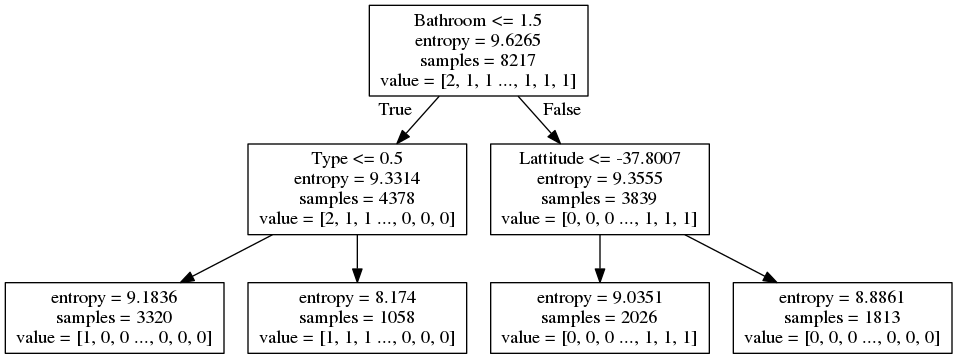 Bathroom <= 1.5
entropy = 9.6265
samples = 8217
value = [2, 1, 1 ..., 1, 1, 1]
True
False
Type <= 0.5
entropy = 9.3314
samples = 4378
value = [2, 1, 1 ..., 0, 0, 0]
Lattitude <= -37.8007
entropy = 9.3555
samples = 3839
value = [0, 0, 0 ..., 1, 1, 1]
entropy = 9.1836
samples = 3320
value = [1, 0, 0 ..., 0, 0, 0]
entropy = 8.174
samples = 1058
value = [1, 1, 1 ..., 0, 0, 0]
entropy = 9.0351
samples = 2026
value = [0, 0, 0 ..., 1, 1, 1]
entropy = 8.8861
samples = 1813
value = [0, 0, 0 ..., 0, 0, 0]